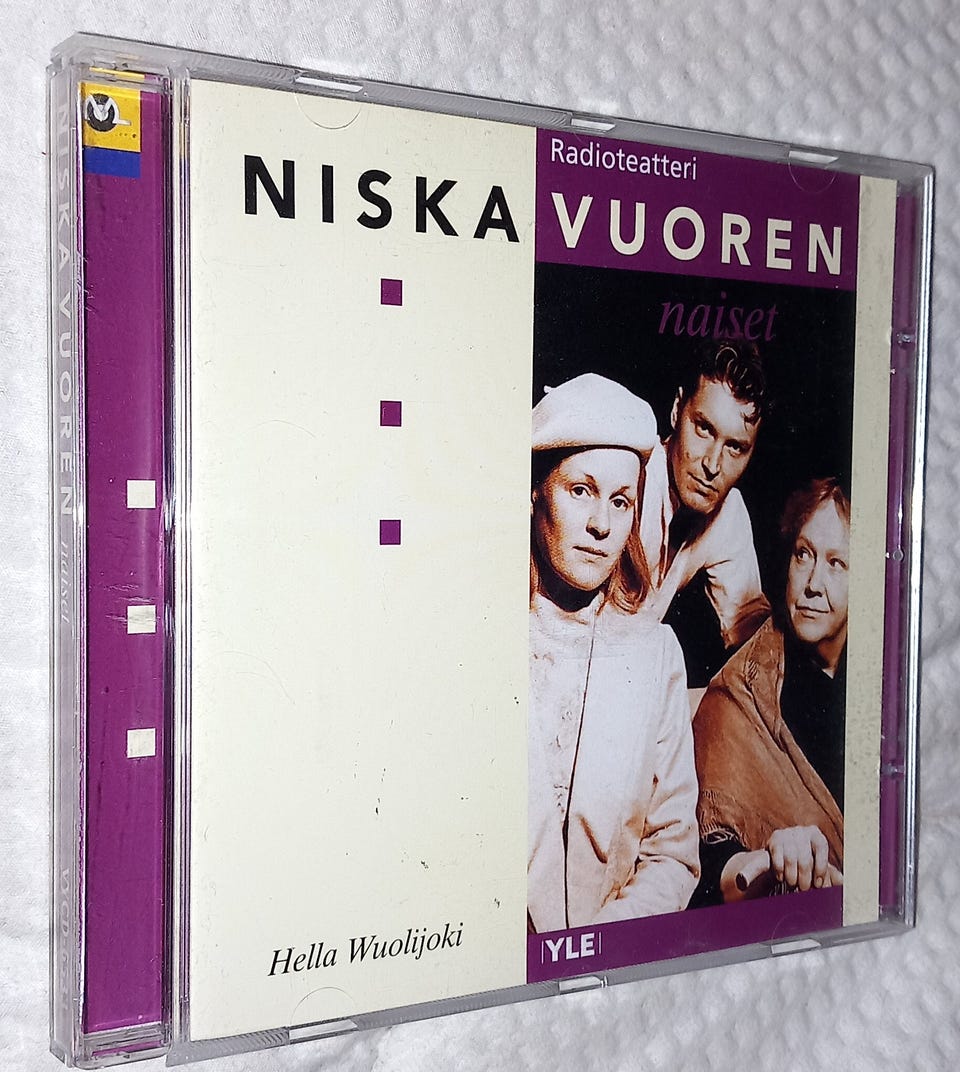 NISKAVUOREN naiset
Radioteatteri
NISKA VUOREN
naiset
Hella Wuolijoki
YLE